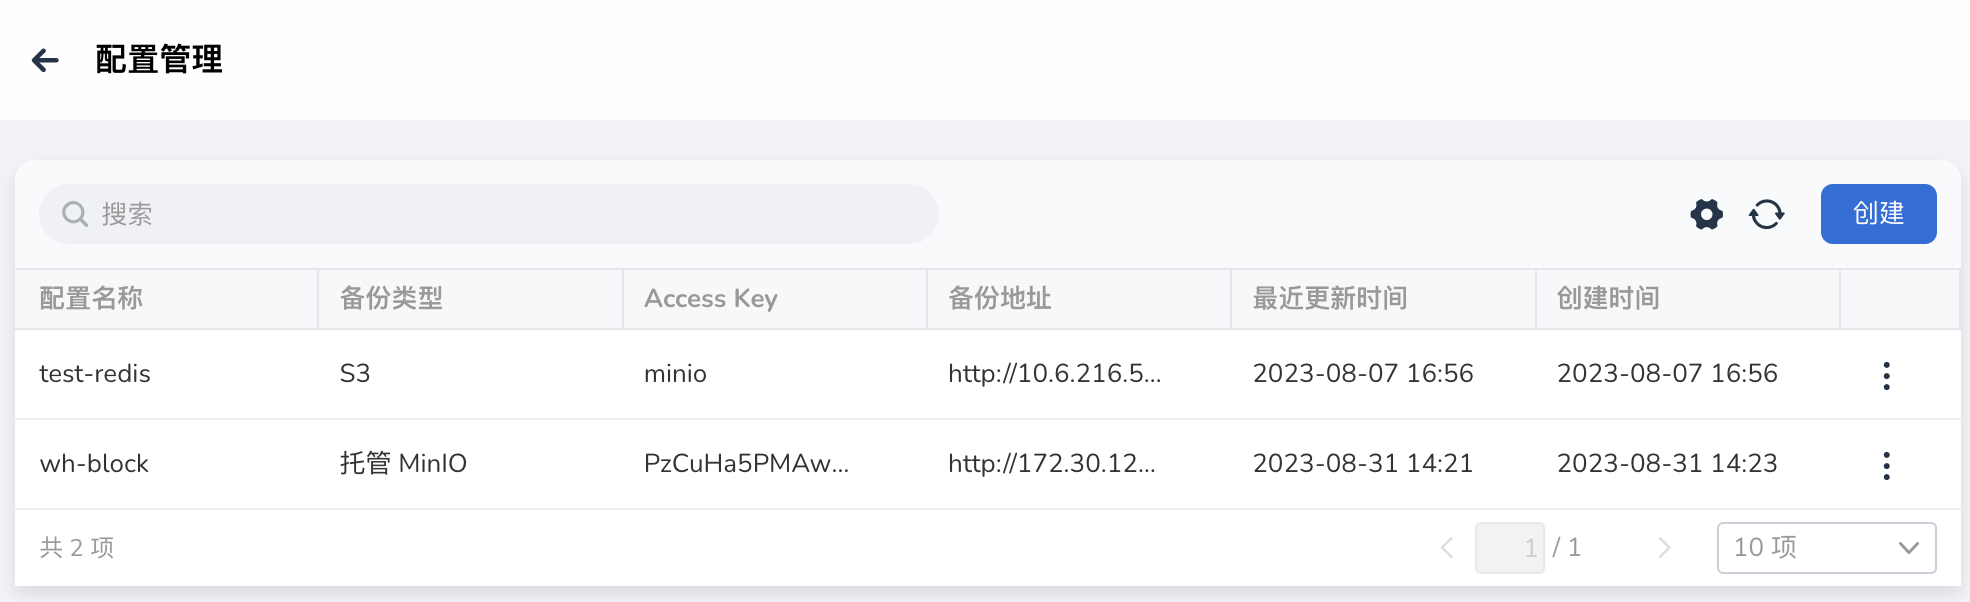 配置管理
搜索
创建
配置名称 备份类型 Access Key 备份地址 最近更新时间 创建时间
test-redis S3 minio http://10.6.216.5... 2023-08-07 16:56 2023-08-07 16:56
wh-block 托管 MinIO PzCuHa5PMAw... http://172.30.12... 2023-08-31 14:21 2023-08-31 14:23
共 2 项 1 / 1 10 项